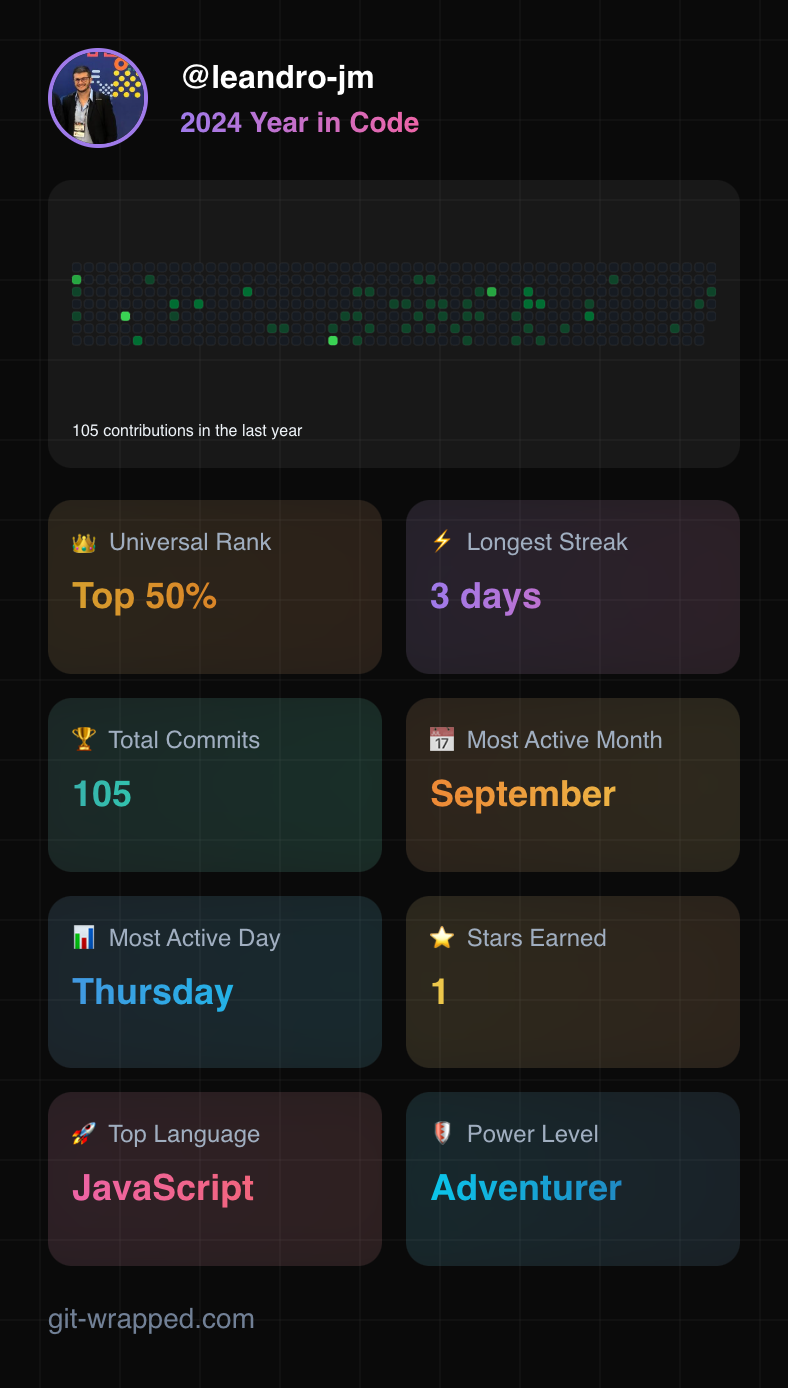 @leandro-jm
2024 Year in Code
105 contributions in the last year
Universal Rank
Top 50%
Longest Streak
3 days
Total Commits
105
Most Active Month
September
Most Active Day
Thursday
Stars Earned
1
Top Language
JavaScript
Power Level
Adventurer
git-wrapped.com